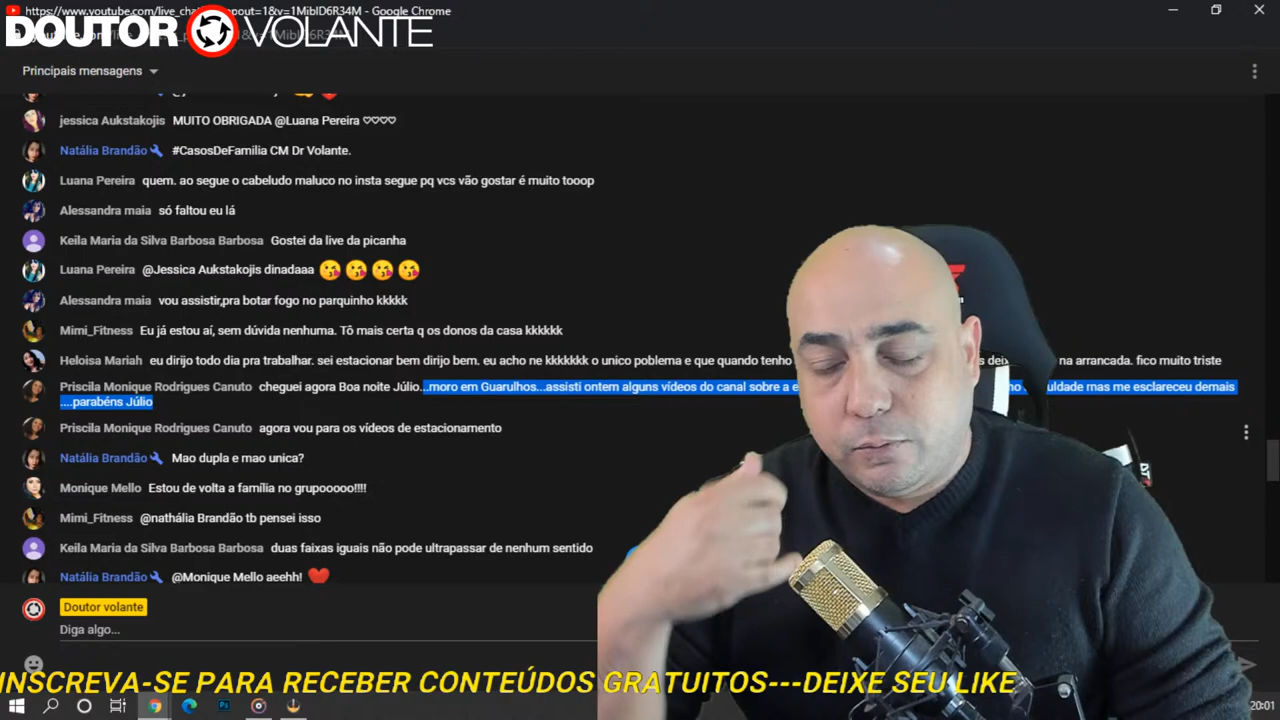 https://www.youtube.com/live_cha
popout=1&v=1MibID6R34M - Google Chrome
DOUTOR VOLANTE
Principais mensagens
jessica Aukstakojis MUITO OBRIGADA @Luana Pereira ♡♡♡♡
Natália Brandão #CasosDeFamilia CM Dr Volante.
Luana Pereira quem. ao segue o cabeludo maluco no insta segue pq vcs vão gostar é muito tooop
Alessandra maia só faltou eu lá
Keila Maria da Silva Barbosa Barbosa Gostei da live da picanha
Luana Pereira @Jessica Aukstakojis dinadaaa 😘 😘 😘 😘
Alessandra maia vou assistir,pra botar fogo no parquinho kkkkk
Mimi_Fitness Eu já estou aí, sem dúvida nenhuma. Tô mais certa q os donos da casa kkkkkk
Heloisa Mariah eu dirijo todo dia pra trabalhar. sei estacionar bem dirijo bem. eu acho ne kkkkkkk o unico poblema e que quando tenho na arrancada. fico muito triste
Priscila Monique Rodrigues Canuto cheguei agora Boa noite Júlio...moro em Guarulhos...assisti ontem alguns vídeos do canal sobre a mas me esclareceu demais
....parabéns Júlio
Priscila Monique Rodrigues Canuto agora vou para os vídeos de estacionamento
Natália Brandão Mao dupla e mao unica?
Monique Mello Estou de volta a família no grupooooo!!!!
Mimi_Fitness @nathália Brandão tb pensei isso
Keila Maria da Silva Barbosa Barbosa duas faixas iguais não pode ultrapassar de nenhum sentido
Natália Brandão @Monique Mello aeehh! ❤
Doutor volante
Diga algo...
INSCREVA-SE PARA RECEBER CONTEÚDOS GRATUITOS---DEIXE SEU LIKE
20:01